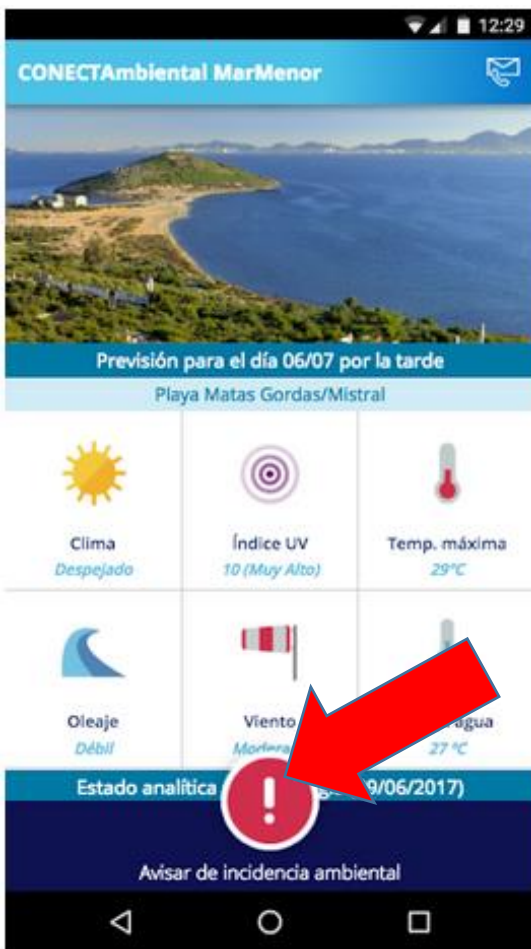 12:29
CONECTAmbiental MarMenor
Previsión para el día 06/07 por la tarde
Playa Matas Gordas/Mistral
Clima Índice UV Temp. máxima
Despejado 10 (Muy Alto) 29°C
Oleaje Viento agua
Débil 27 °C
Estado analítica 9/06/2017)
Avisar de incidencia ambiental